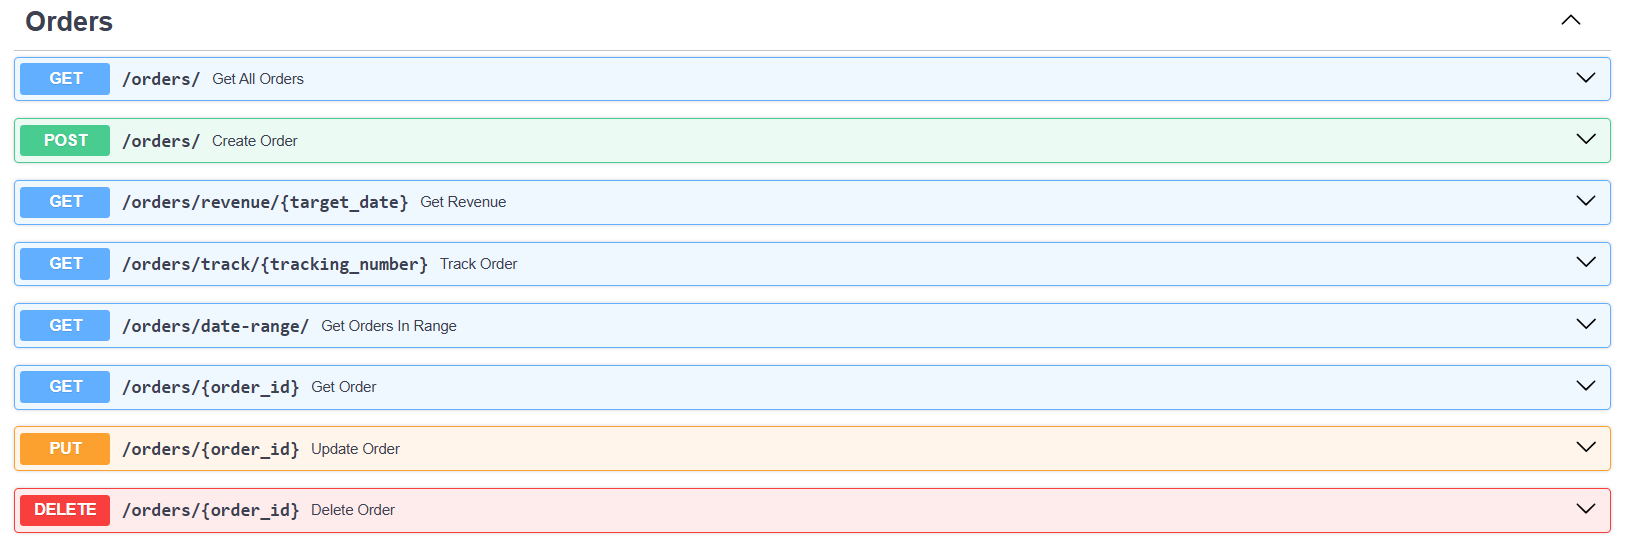 Orders
GET /orders/ Get All Orders
POST /orders/ Create Order
GET /orders/revenue/{target_date} Get Revenue
GET /orders/track/{tracking_number} Track Order
GET /orders/date-range/ Get Orders In Range
GET /orders/{order_id} Get Order
PUT /orders/{order_id} Update Order
DELETE /orders/{order_id} Delete Order